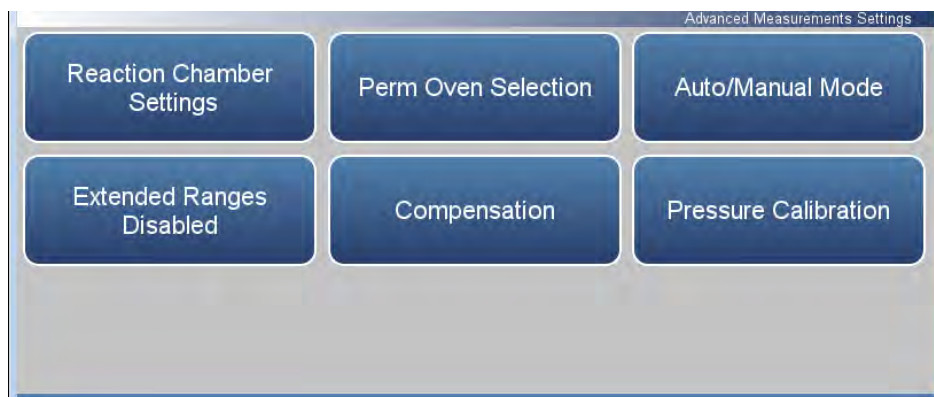 Advanced Measurements Settings
Reaction Chamber
Settings
Perm Oven Selection
Auto/Manual Mode
Extended Ranges
Disabled
Compensation
Pressure Calibration